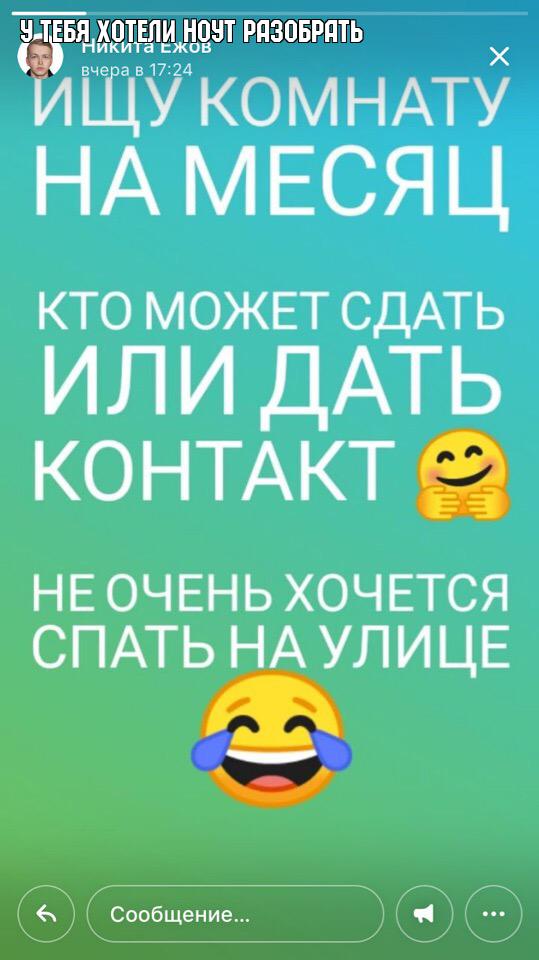 У ТЕБЯ ХОТЕЛИ НОУТ РАЗОБРАТЬ
Никита Ежов
вчера в 17:24
ИЩУ КОМНАТУ
НА МЕСЯЦ
КТО МОЖЕТ СДАТЬ
ИЛИ ДАТЬ
КОНТАКТ 🤗
НЕ ОЧЕНЬ ХОЧЕТСЯ
СПАТЬ НА УЛИЦЕ
😂
Сообщение...